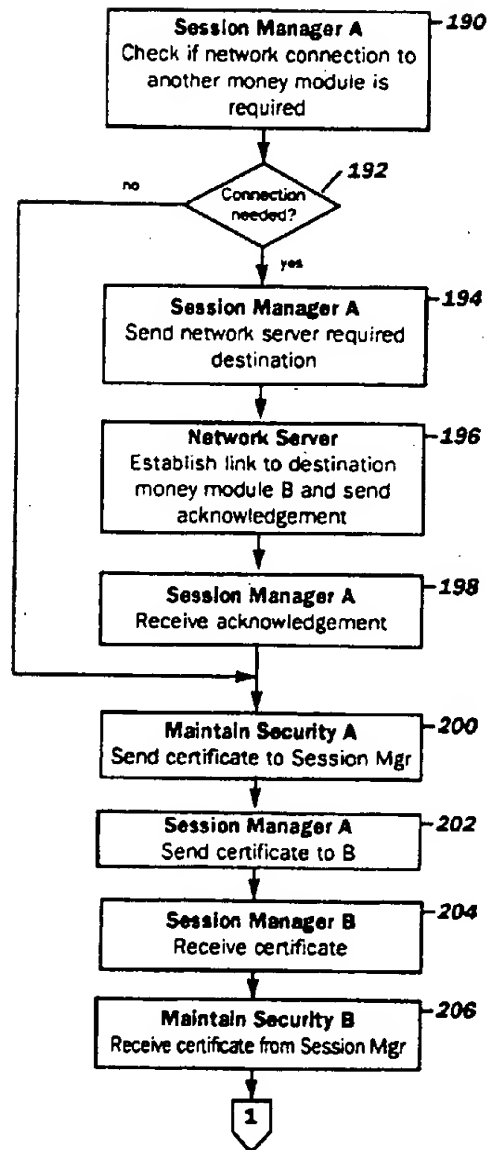 Session Manager A
190
Check if network connection to
another money module is
required
192
no
Connection
needed?
yes
Session Manager A
194
Send network server required
destination
Network Server
196
Establish link to destination
money module B and send
acknowledgement
Session Manager A
198
Receive acknowledgement
Maintain Security A
200
Send certificate to Session Mgr
Session Manager A
202
Send certificate to B
Session Manager B
204
Receive certificate
Maintain Security B
206
Receive certificate from Session Mgr
1